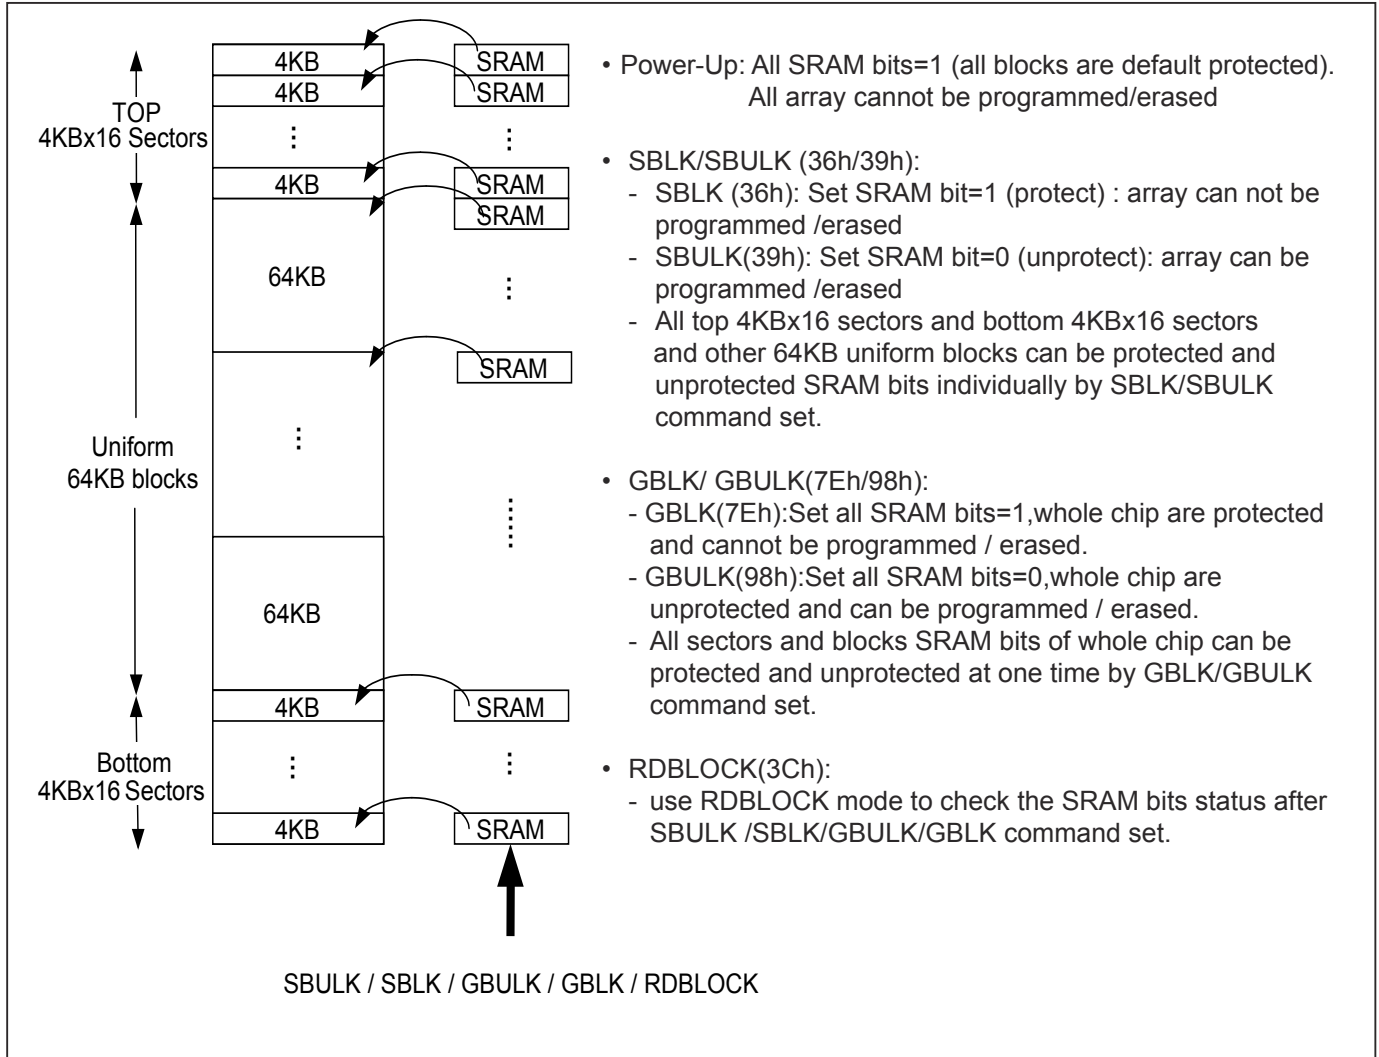 4KB
SRAM
4KB
SRAM
TOP
4KBx16 Sectors
4KB
SRAM
SRAM
64KB
SRAM
Uniform
64KB blocks
64KB
4KB
SRAM
Bottom
4KBx16 Sectors
4KB
SRAM
SBULK / SBLK / GBULK / GBLK / RDBLOCK
• Power-Up: All SRAM bits=1 (all blocks are default protected).
All array cannot be programmed/erased
• SBLK/SBULK (36h/39h):
- SBLK (36h): Set SRAM bit=1 (protect) : array can not be
programmed /erased
- SBULK(39h): Set SRAM bit=0 (unprotect): array can be
programmed /erased
- All top 4KBx16 sectors and bottom 4KBx16 sectors
and other 64KB uniform blocks can be protected and
unprotected SRAM bits individually by SBLK/SBULK
command set.
• GBLK/ GBULK(7Eh/98h):
- GBLK(7Eh):Set all SRAM bits=1,whole chip are protected
and cannot be programmed / erased.
- GBULK(98h):Set all SRAM bits=0,whole chip are
unprotected and can be programmed / erased.
- All sectors and blocks SRAM bits of whole chip can be
protected and unprotected at one time by GBLK/GBULK
command set.
• RDBLOCK(3Ch):
- use RDBLOCK mode to check the SRAM bits status after
SBULK /SBLK/GBULK/GBLK command set.